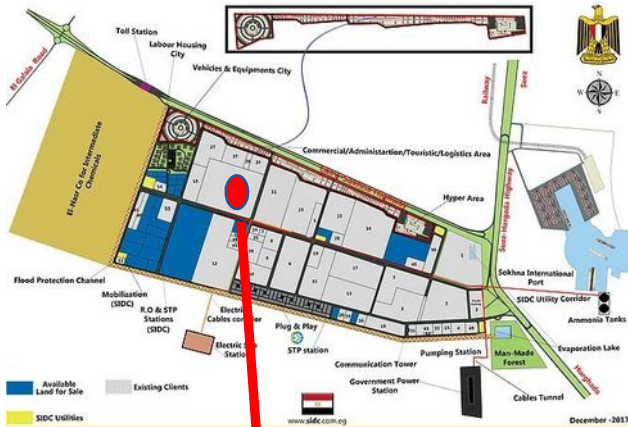 El Galala Road
Toll Station
Labour Housing
City
Vehicles & Equipments City
Suez
Railway
N
W
E
S
Suez-Hurgada Highway
Commercial/Administartion/Touristic/Logistics Area
Hyper Area
El-Nasr Co for Intermediate
Chemicals
Sokhna International
Port
SIDC Utility Corridor
Ammonia Tanks
Flood Protection Channel
Mobilization
(SIDC)
R.O & STP
Stations
(SIDC)
Electric
Cables corridor
Electric Sub
Station
Plug & Play
STP station
Communication Tower
Pumping Station
Government Power
Station
Man-Made
Forest
Evaporation Lake
Cables Tunnel
Hurghada
Available
Land for Sale
Existing Clients
SIDC Utilities
www.sidc.com.eg
December -2017